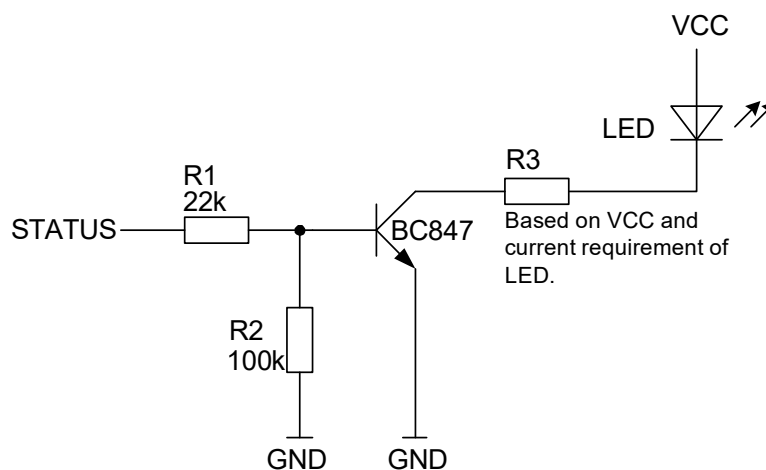 VCC
LED
R3
R1
22k
STATUS
BC847
Based on VCC and
current requirement of
LED.
R2
100k
GND
GND